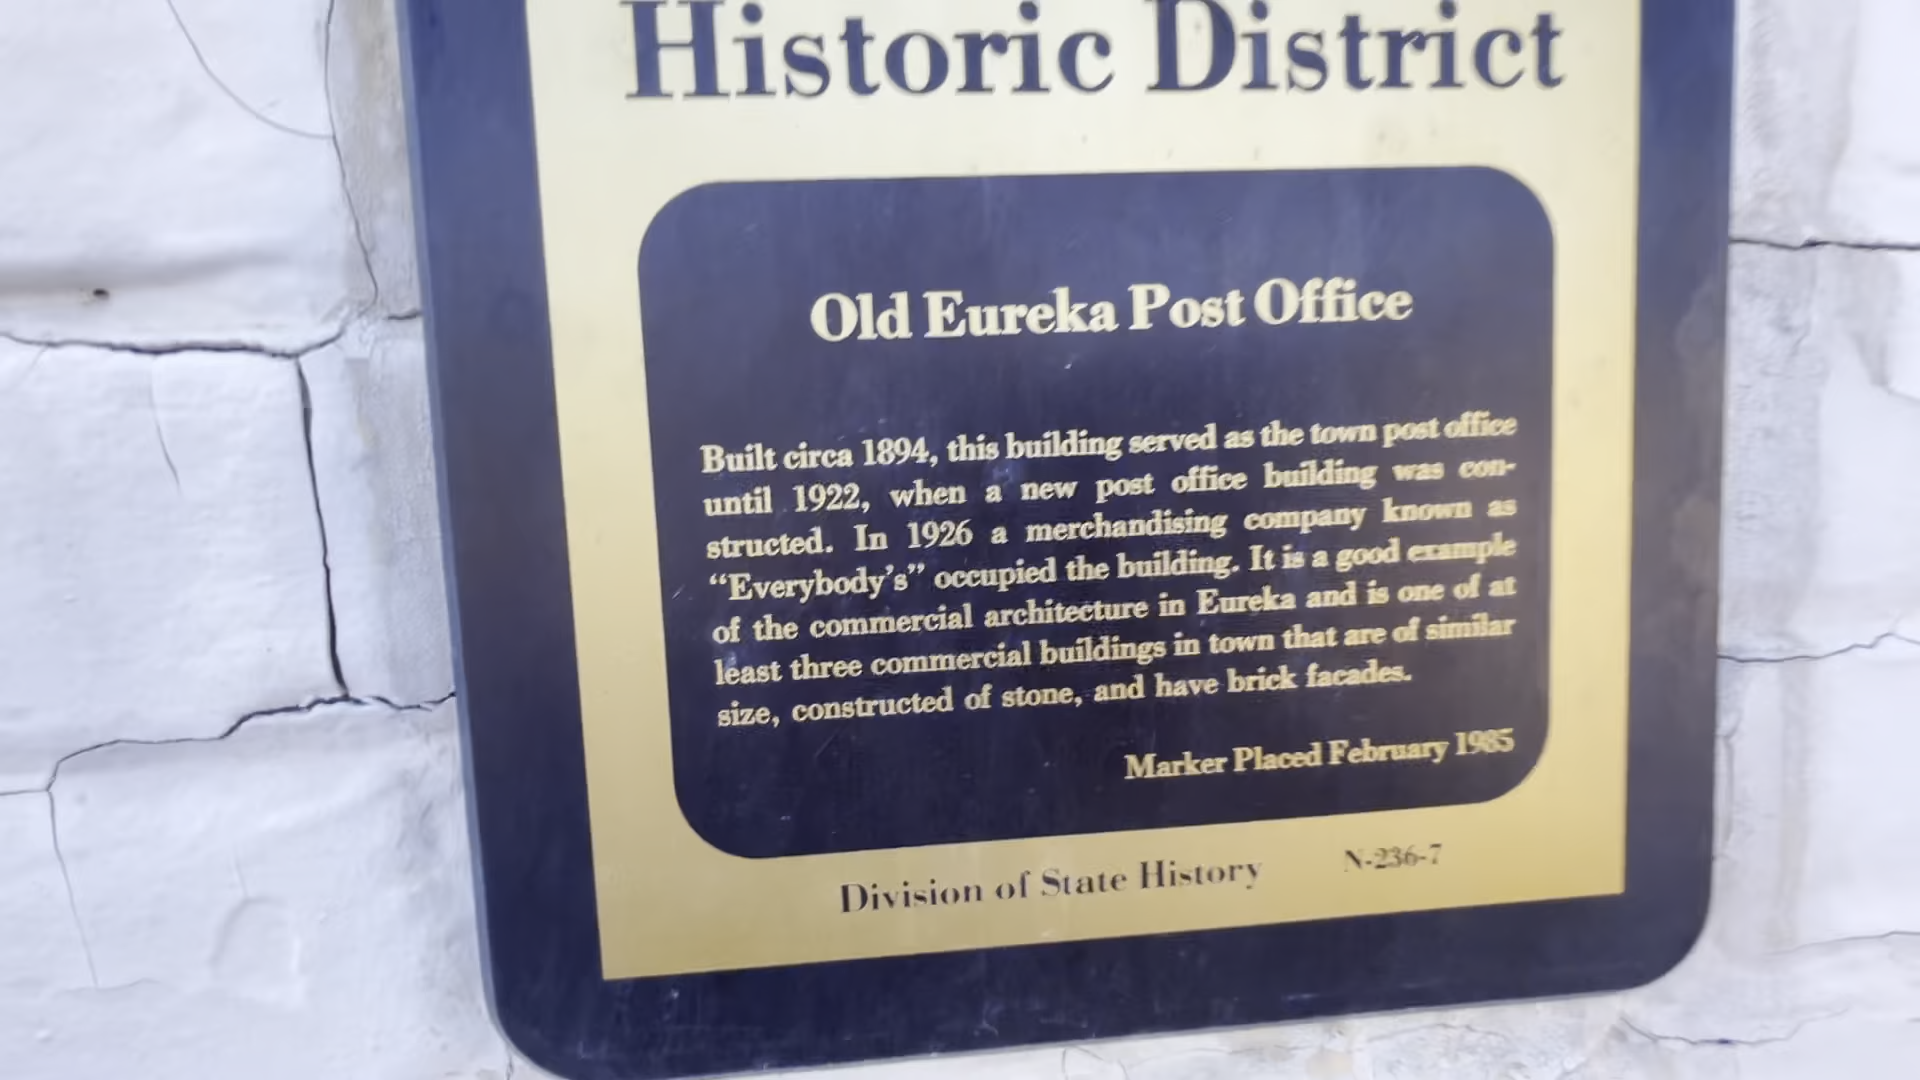 Historic District
Old Eureka Post Office
Built circa 1894, this building served as the town post office
until 1922, when a new post office building was con-
structed. In 1926 a merchandising company known as
“Everybody’s” occupied the building. It is a good example
of the commercial architecture in Eureka and is one of at
least three commercial buildings in town that are of similar
size, constructed of stone, and have brick facades.
Marker Placed February 1985
Division of State History N-236-7